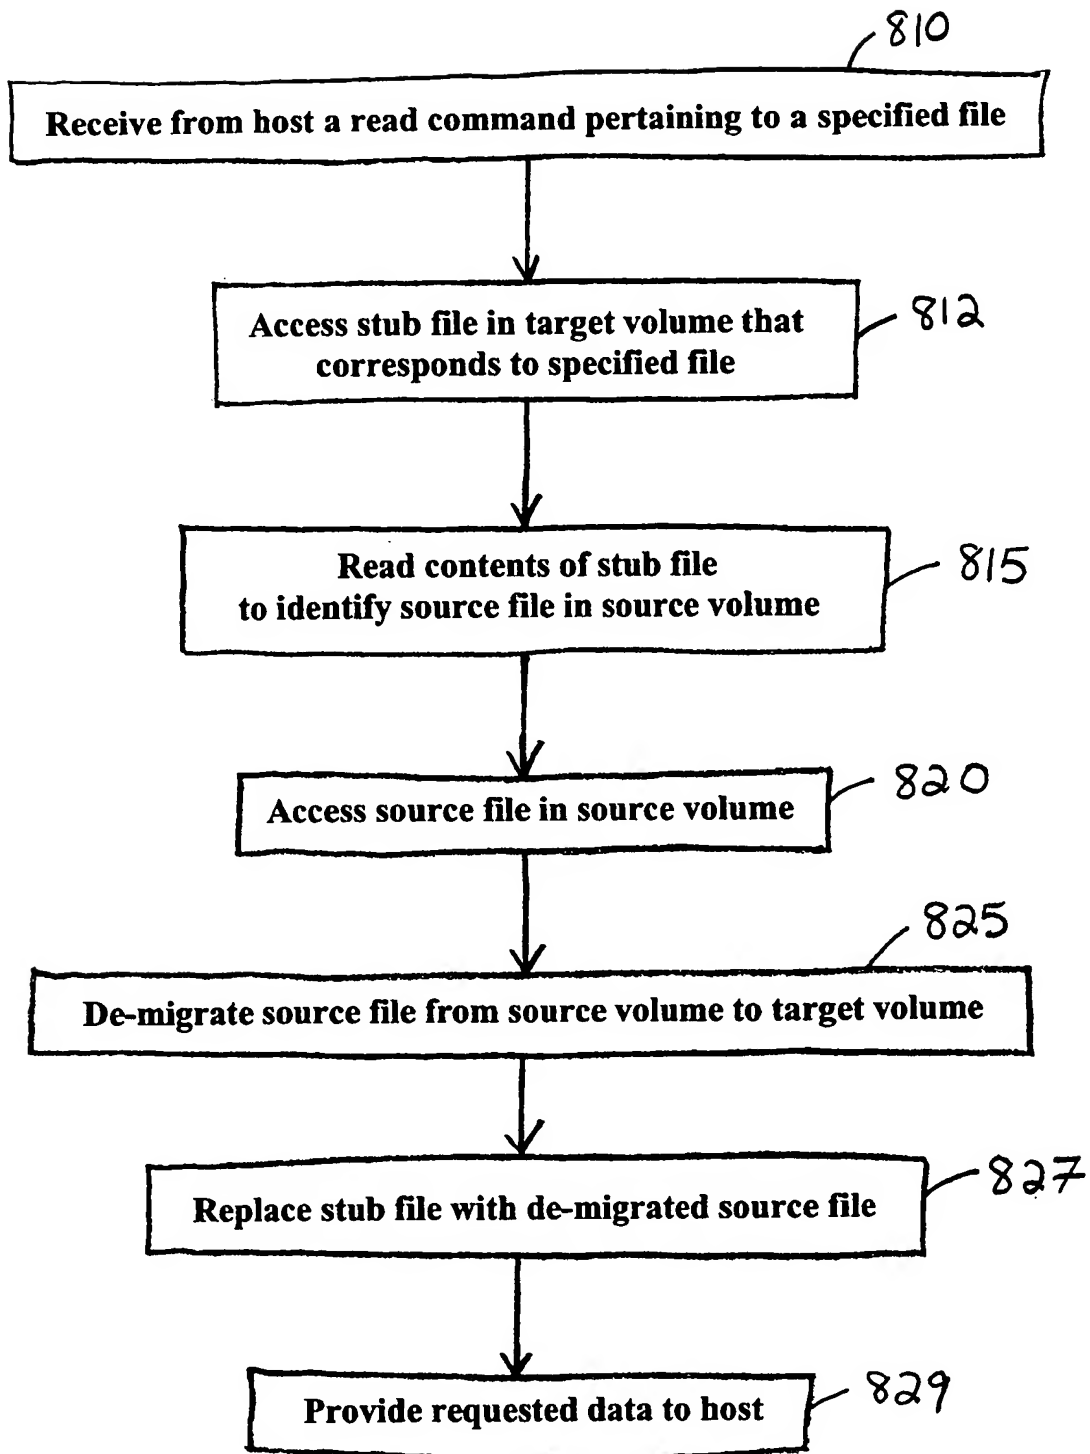 810
Receive from host a read command pertaining to a specified file
812
Access stub file in target volume that
corresponds to specified file
815
Read contents of stub file
to identify source file in source volume
820
Access source file in source volume
825
De-migrate source file from source volume to target volume
827
Replace stub file with de-migrated source file
829
Provide requested data to host